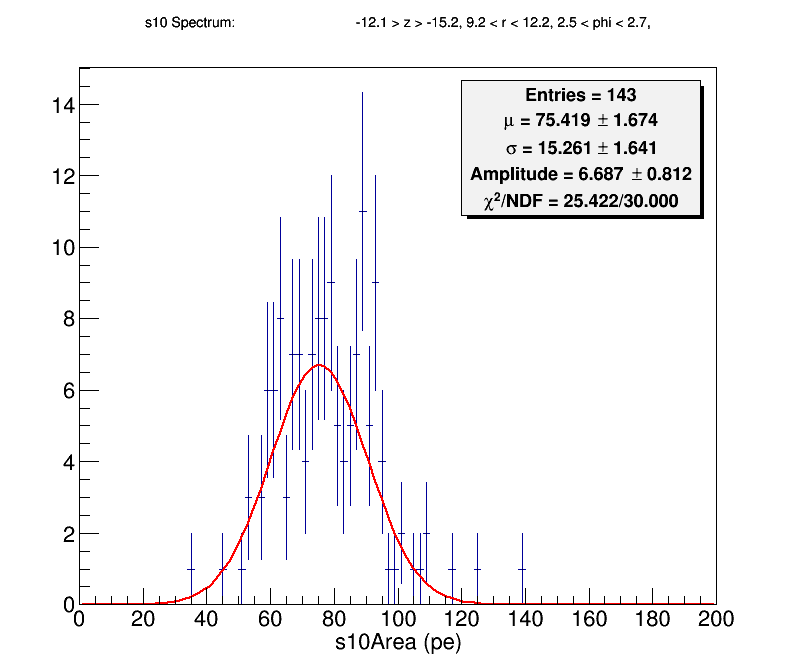 s10 Spectrum: -12.1 > z > -15.2, 9.2 < r < 12.2, 2.5 < phi < 2.7,
Entries = 143
μ = 75.419 ± 1.674
σ = 15.261 ± 1.641
Amplitude = 6.687 ± 0.812
χ²/NDF = 25.422/30.000
14
12
10
8
6
4
2
0
0 20 40 60 80 100 120 140 160 180 200
s10Area (pe)